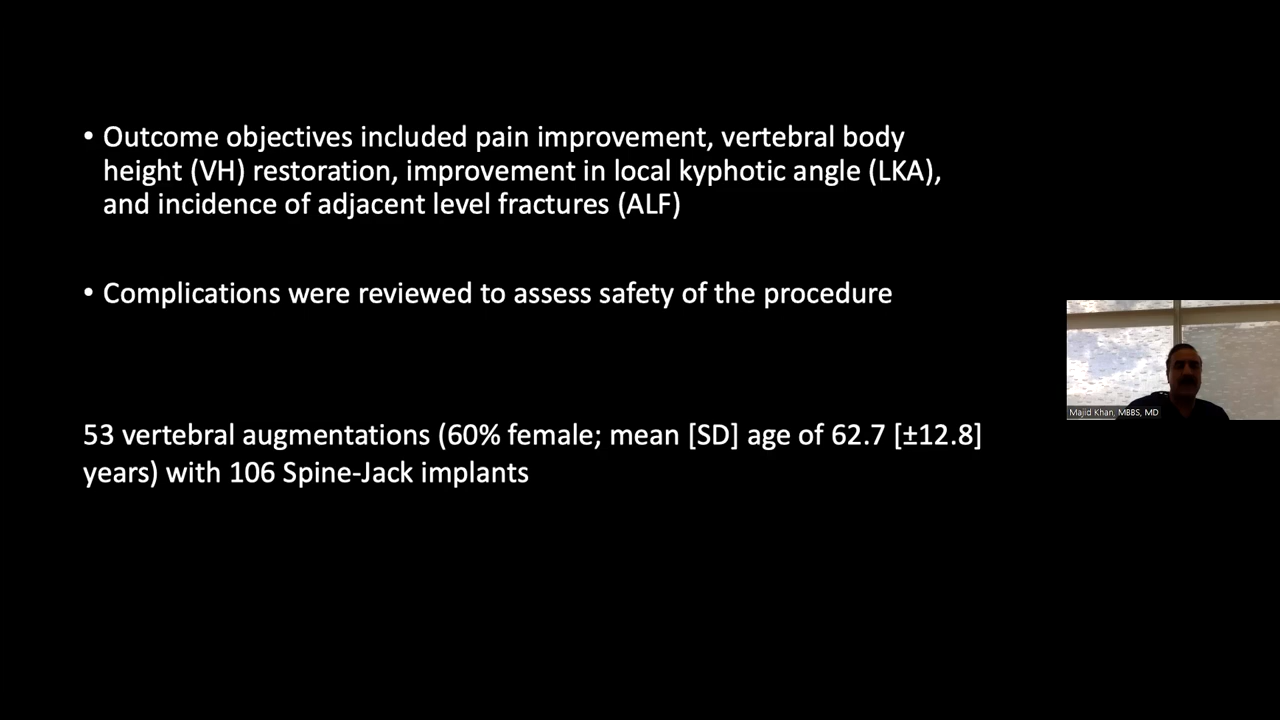 • Outcome objectives included pain improvement, vertebral body
height (VH) restoration, improvement in local kyphotic angle (LKA),
and incidence of adjacent level fractures (ALF)
• Complications were reviewed to assess safety of the procedure
Majid Khan, MBBS, MD
53 vertebral augmentations (60% female; mean [SD] age of 62.7 [±12.8]
years) with 106 Spine-Jack implants